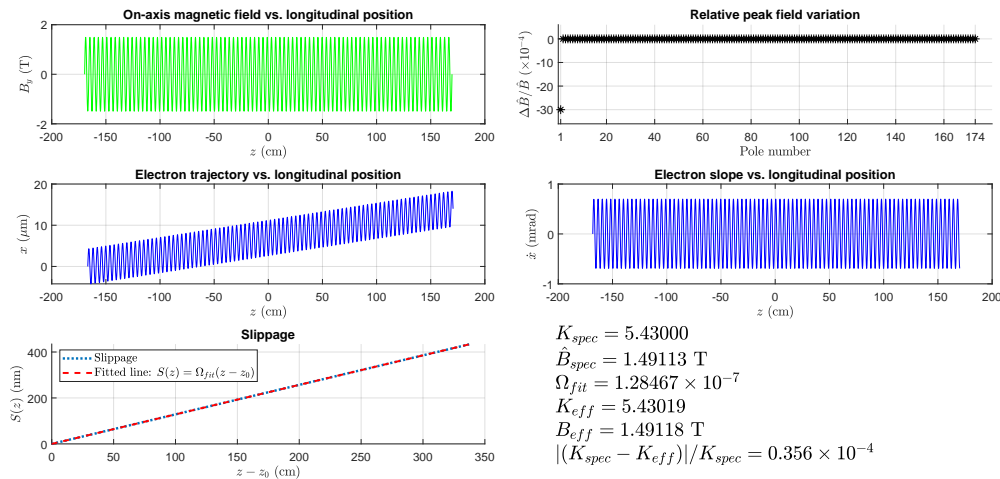 On-axis magnetic field vs. longitudinal position
2
0
-2
B_y (T)
-200 -150 -100 -50 0 50 100 150 200
z (cm)
Relative peak field variation
0
-10
-20
-30
ΔB̂/B̂ (×10⁻⁴)
1 20 40 60 80 100 120 140 160 174
Pole number
Electron trajectory vs. longitudinal position
20
10
0
x (μm)
-200 -150 -100 -50 0 50 100 150 200
z (cm)
Electron slope vs. longitudinal position
1
0
-1
ẋ (mrad)
-200 -150 -100 -50 0 50 100 150 200
z (cm)
Slippage
400
200
0
S(z) (nm)
Slippage
Fitted line: S(z) = Ω_fit(z − z₀)
0 50 100 150 200 250 300 350
z − z₀ (cm)
K_spec = 5.43000
B̂_spec = 1.49113 T
Ω_fit = 1.28467 × 10⁻⁷
K_eff = 5.43019
B_eff = 1.49118 T
|(K_spec − K_eff)|/K_spec = 0.356 × 10⁻⁴